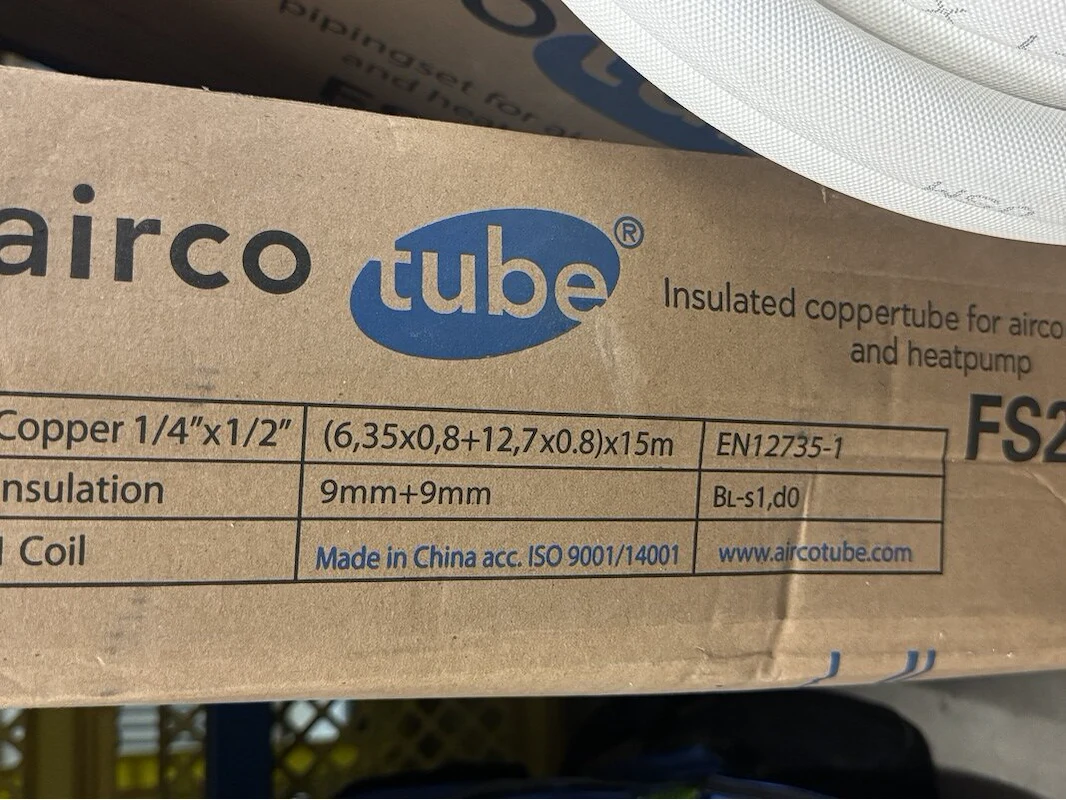 pipingset for
and hea
airco tube®
Insulated coppertube for airco
and heatpump
FS2
Copper 1/4"x1/2" (6,35x0,8+12,7x0.8)x15m EN12735-1
nsulation 9mm+9mm BL-s1,d0
Coil Made in China acc. ISO 9001/14001 www.aircotube.com